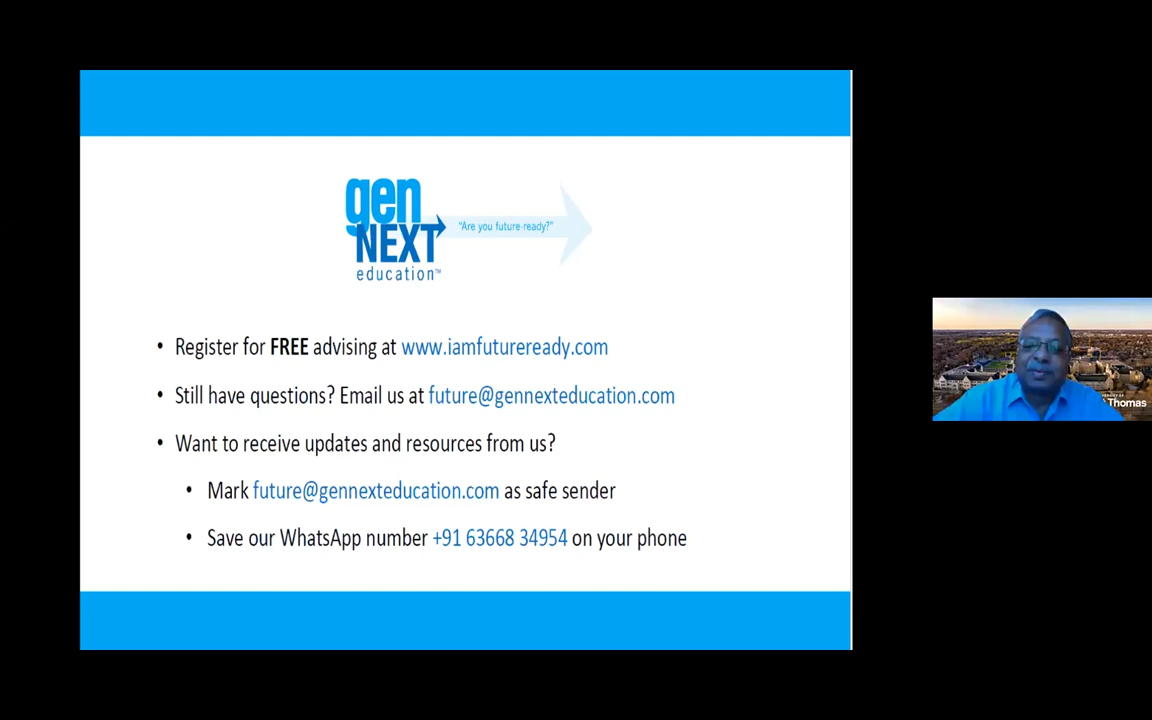 gen
NEXT
education™
"Are you future-ready?"
• Register for FREE advising at www.iamfutureready.com
• Still have questions? Email us at future@gennexteducation.com
• Want to receive updates and resources from us?
• Mark future@gennexteducation.com as safe sender
• Save our WhatsApp number +91 63668 34954 on your phone
Thomas